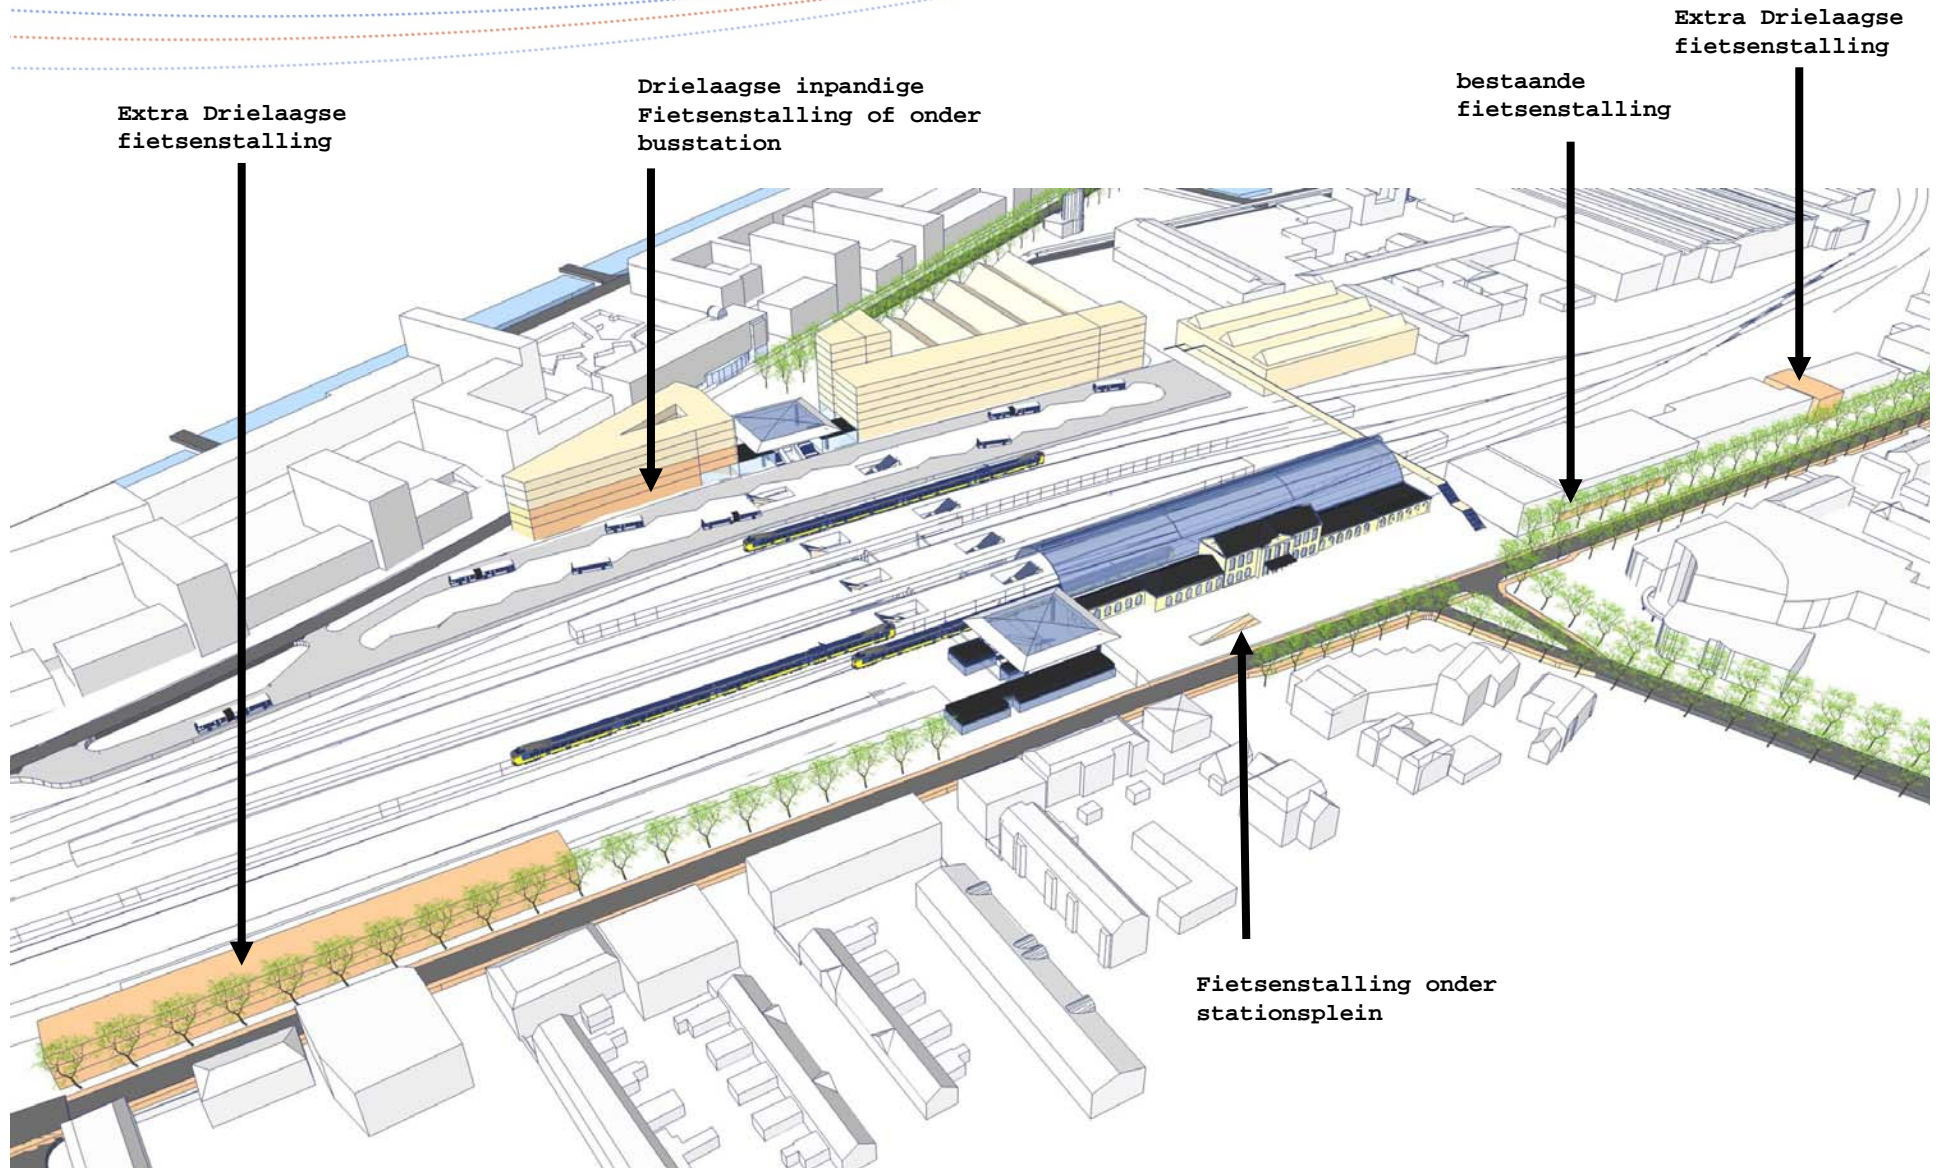 Extra Drielaagse
fietsenstalling
bestaande
fietsenstalling
Drielaagse inpandige
Fietsenstalling of onder
busstation
Extra Drielaagse
fietsenstalling
Fietsenstalling onder
stationsplein